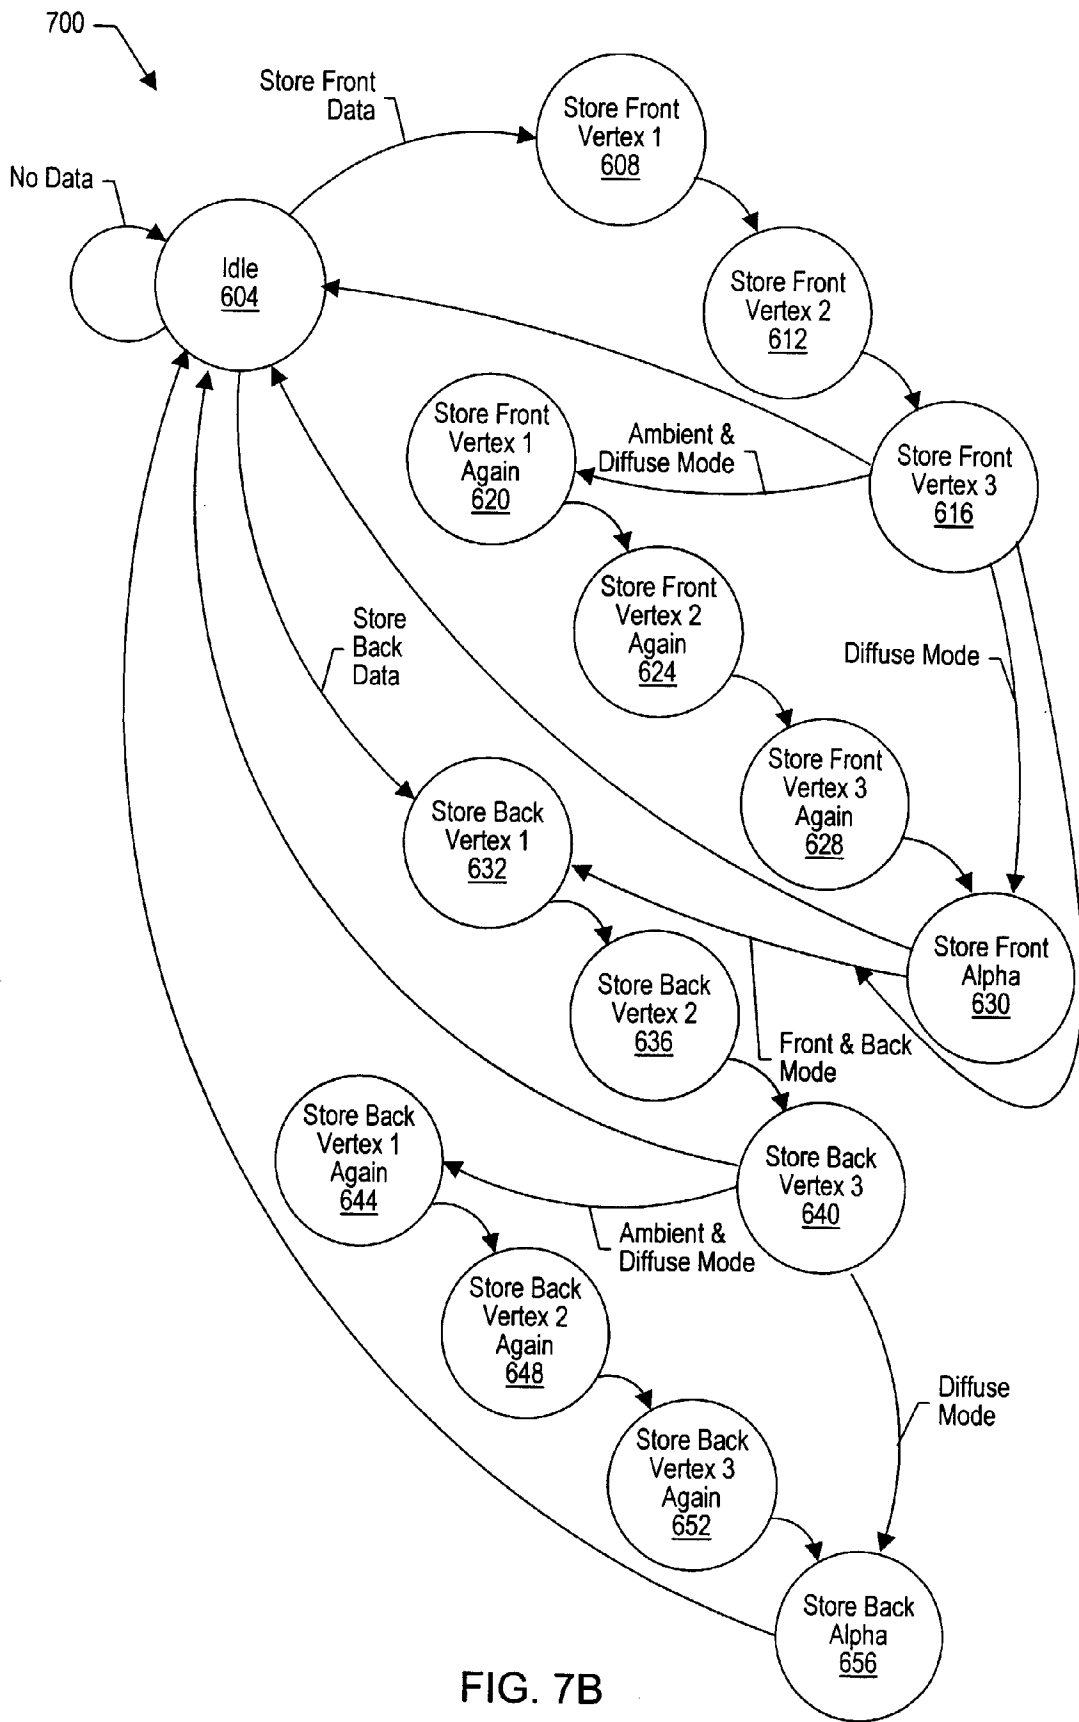 700
Store Front
Data
No Data
Store Front
Vertex 1
608
Idle
604
Store Front
Vertex 2
612
Store Front
Vertex 1
Again
620
Ambient &
Diffuse Mode
Store Front
Vertex 3
616
Store Front
Vertex 2
Again
624
Store
Back
Data
Diffuse Mode
Store Front
Vertex 3
Again
628
Store Back
Vertex 1
632
Store Front
Alpha
630
Store Back
Vertex 2
636
Front & Back
Mode
Store Back
Vertex 1
Again
644
Store Back
Vertex 3
640
Ambient &
Diffuse Mode
Store Back
Vertex 2
Again
648
Diffuse
Mode
Store Back
Vertex 3
Again
652
Store Back
Alpha
656
FIG. 7B